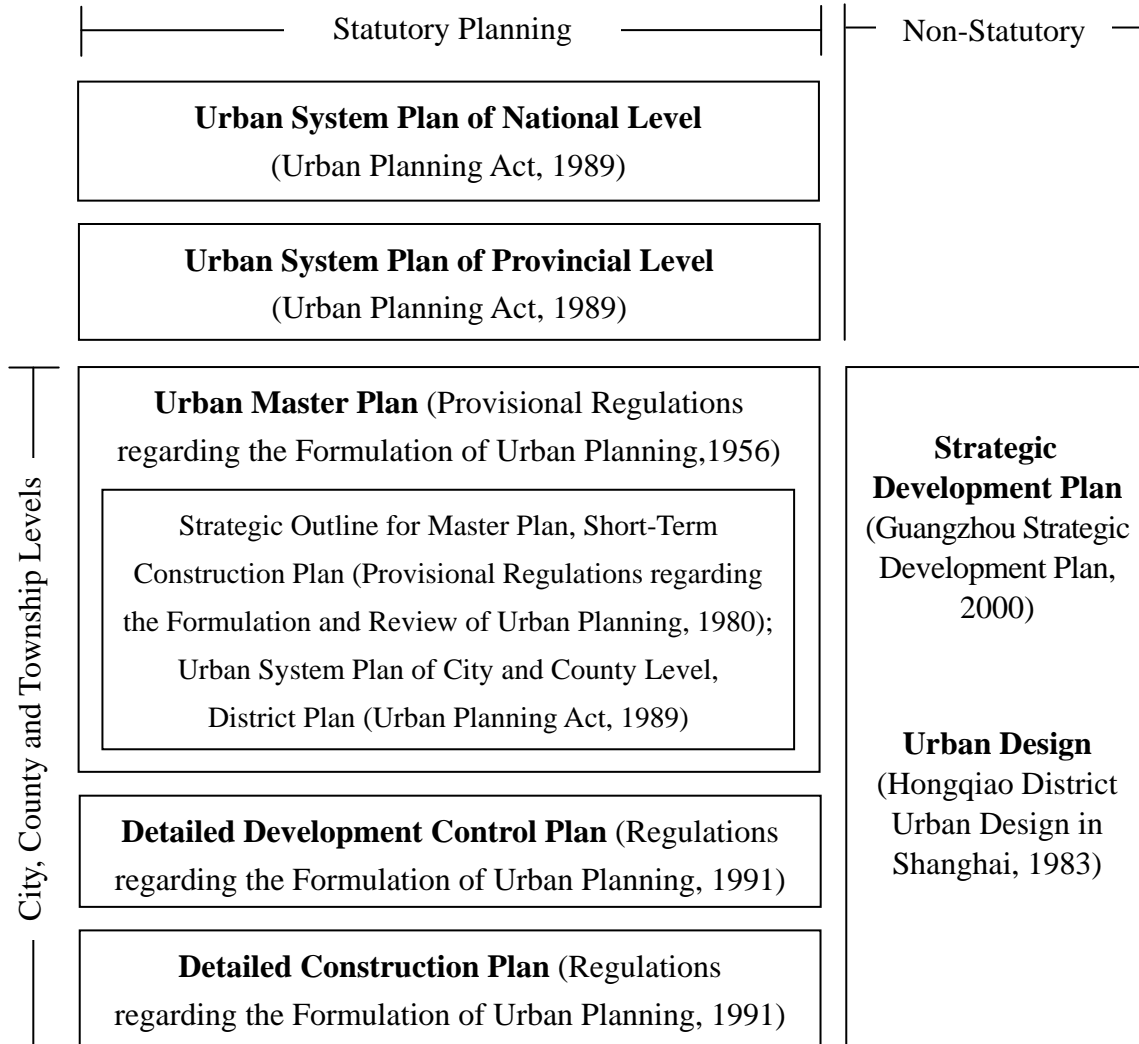 Statutory Planning
Non-Statutory
Urban System Plan of National Level
(Urban Planning Act, 1989)
Urban System Plan of Provincial Level
(Urban Planning Act, 1989)
City, County and Township Levels
Urban Master Plan (Provisional Regulations
regarding the Formulation of Urban Planning,1956)
Strategic Outline for Master Plan, Short-Term
Construction Plan (Provisional Regulations regarding
the Formulation and Review of Urban Planning, 1980);
Urban System Plan of City and County Level,
District Plan (Urban Planning Act, 1989)
Detailed Development Control Plan (Regulations
regarding the Formulation of Urban Planning, 1991)
Detailed Construction Plan (Regulations
regarding the Formulation of Urban Planning, 1991)
Strategic
Development Plan
(Guangzhou Strategic
Development Plan,
2000)
Urban Design
(Hongqiao District
Urban Design in
Shanghai, 1983)